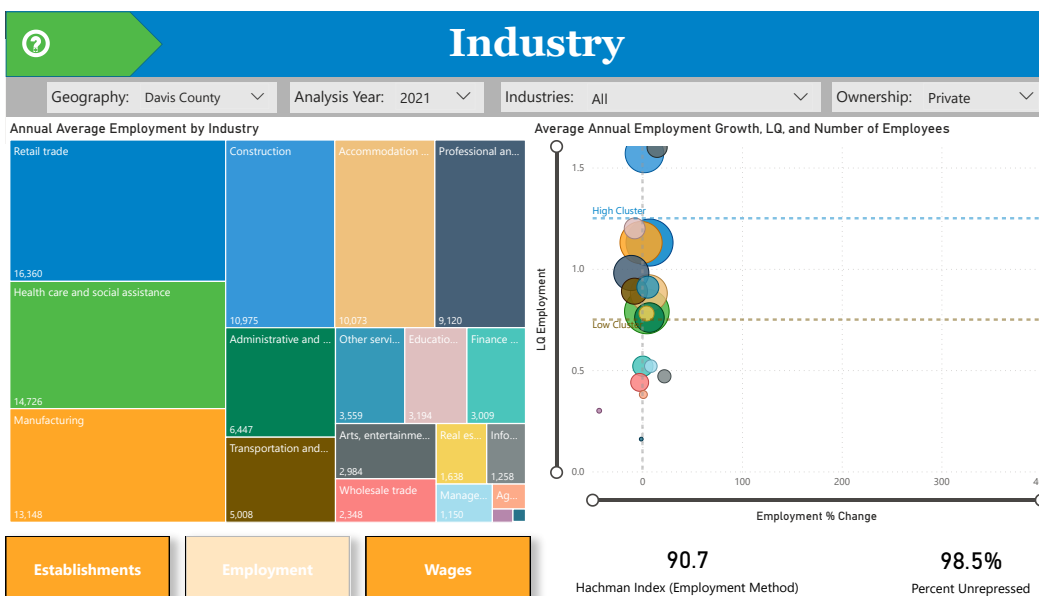 Industry
Geography: Davis County
Analysis Year: 2021
Industries: All
Ownership: Private
Annual Average Employment by Industry
Retail trade
16,360
Health care and social assistance
14,726
Manufacturing
13,148
Construction
10,975
Accommodation ...
10,073
Professional an...
9,120
Administrative and ...
6,447
Transportation and...
5,008
Other servi...
3,559
Educatio...
3,194
Finance ...
3,009
Arts, entertainme...
2,984
Real es...
1,638
Info...
1,258
Wholesale trade
2,348
Manage...
1,150
Ag...
Average Annual Employment Growth, LQ, and Number of Employees
LQ Employment
1.5
1.0
0.5
0.0
High Cluster
Low Cluster
0
100
200
300
Employment % Change
Establishments
Employment
Wages
90.7
Hachman Index (Employment Method)
98.5%
Percent Unrepressed